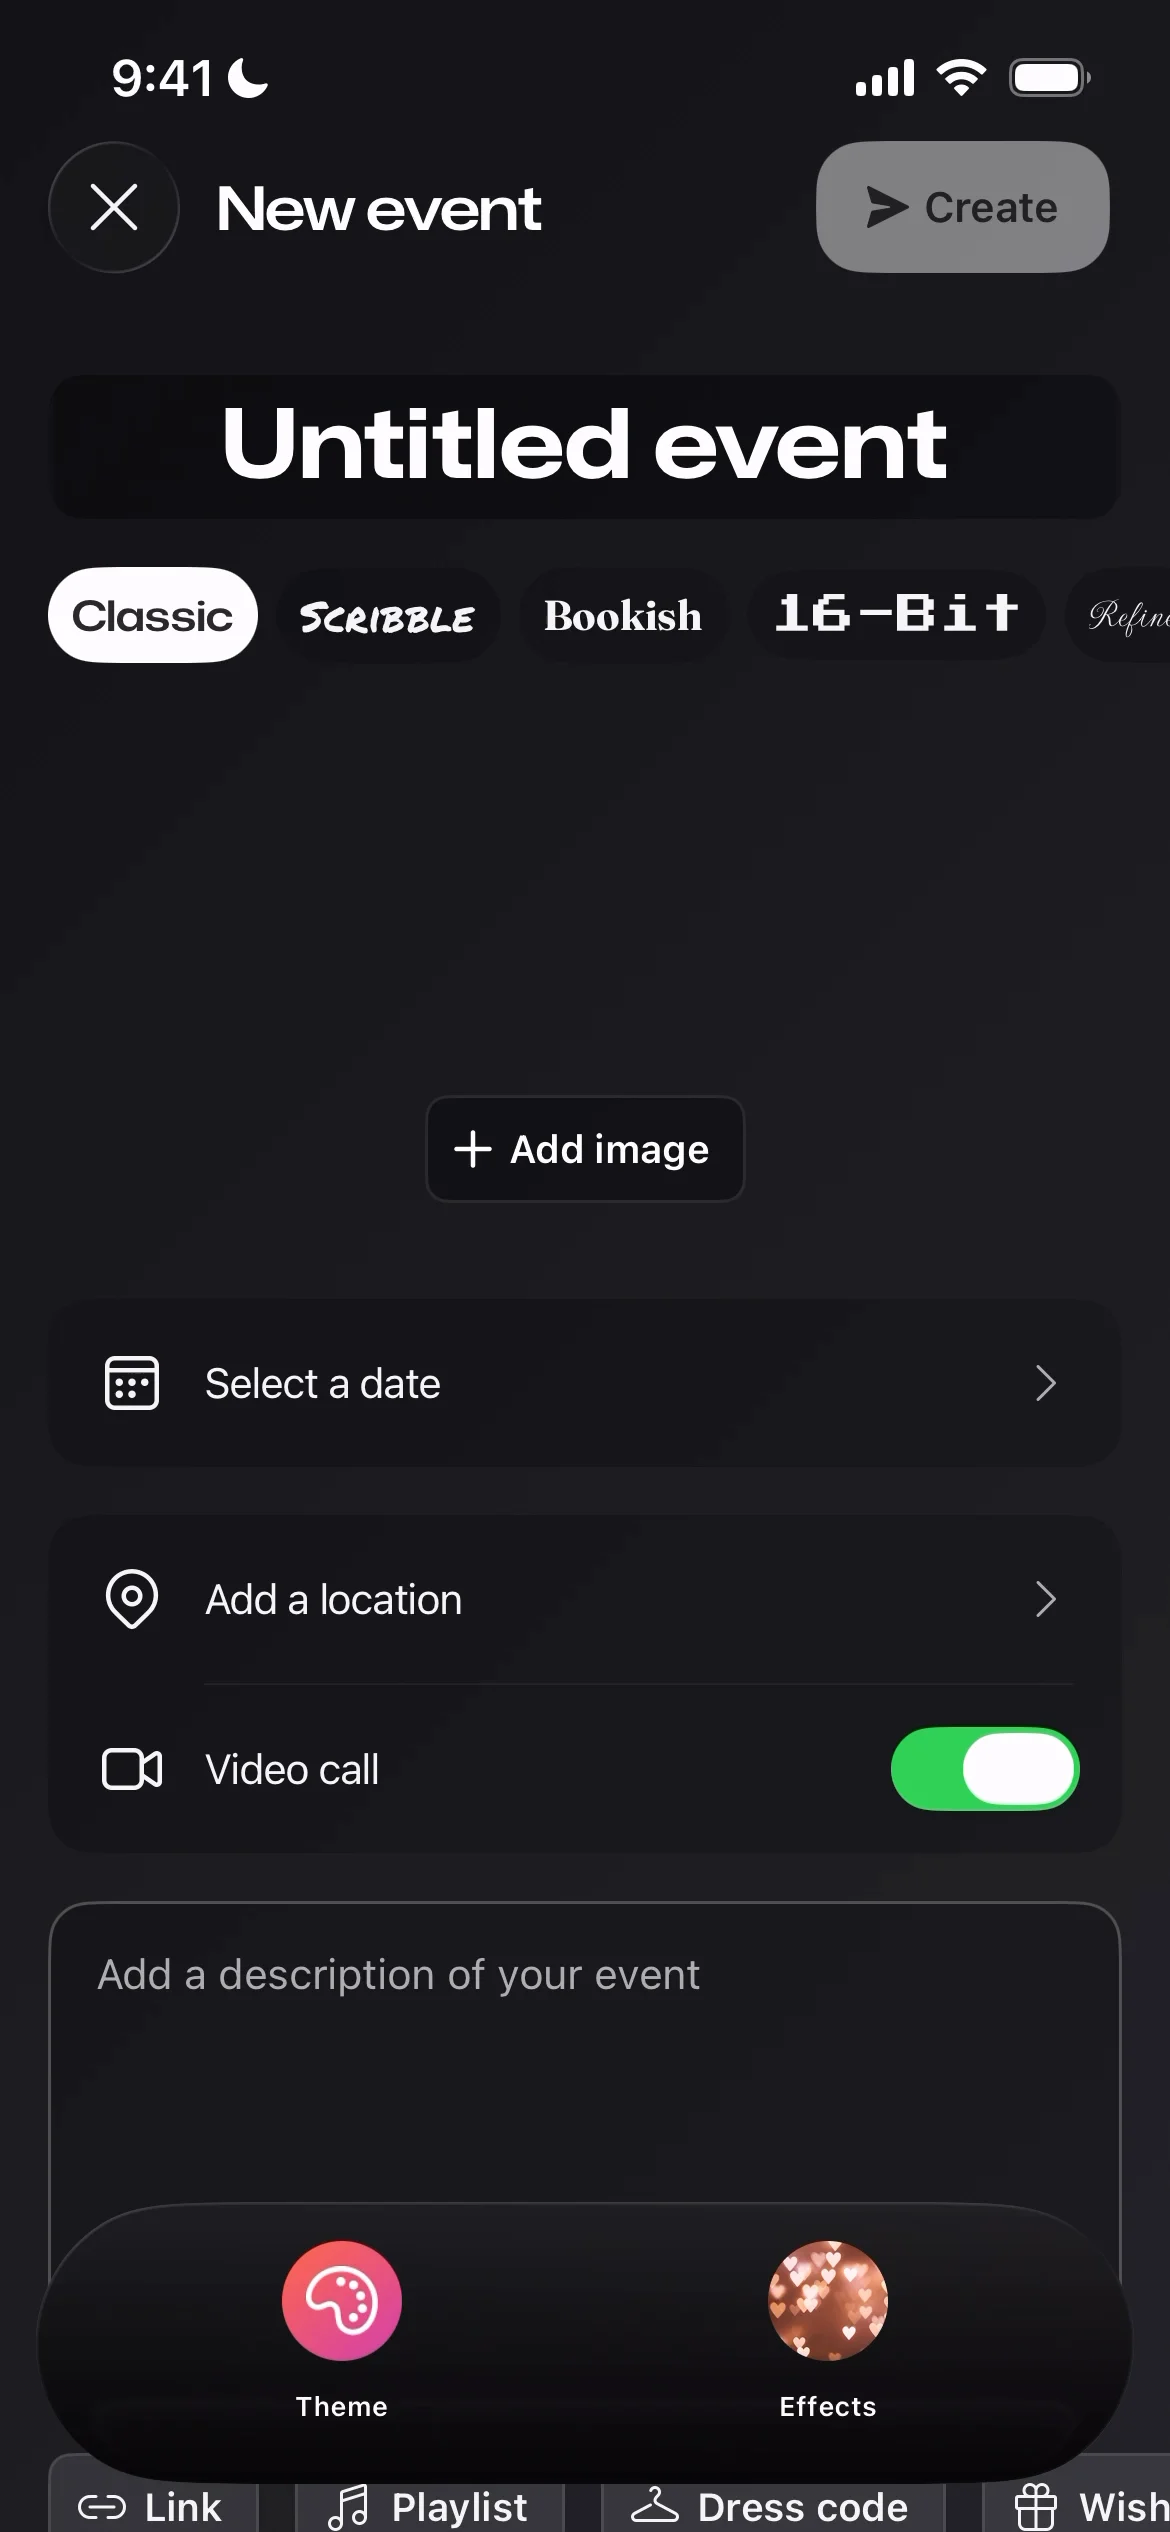 9:41
New event
Create
Untitled event
Classic
Scribble
Bookish
16-Bit
Add image
Select a date
Add a location
Video call
Add a description of your event
Theme
Effects
Link
Playlist
Dress code
Wish